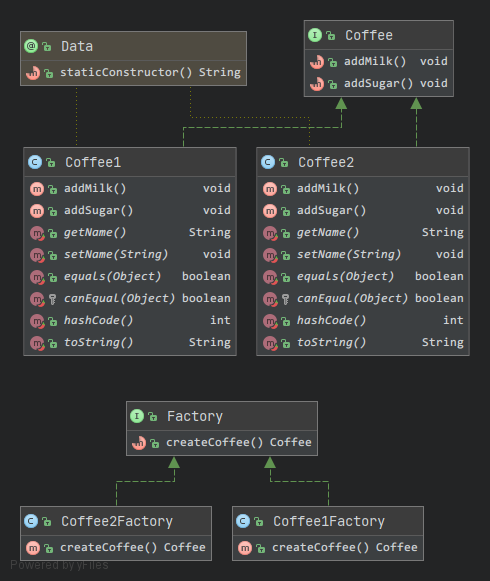 Data
staticConstructor() String
Coffee
addMilk() void
addSugar() void
Coffee1
addMilk() void
addSugar() void
getName() String
setName(String) void
equals(Object) boolean
canEqual(Object) boolean
hashCode() int
toString() String
Coffee2
addMilk() void
addSugar() void
getName() String
setName(String) void
equals(Object) boolean
canEqual(Object) boolean
hashCode() int
toString() String
Factory
createCoffee() Coffee
Coffee2Factory
createCoffee() Coffee
Coffee1Factory
createCoffee() Coffee
Powered by yFiles